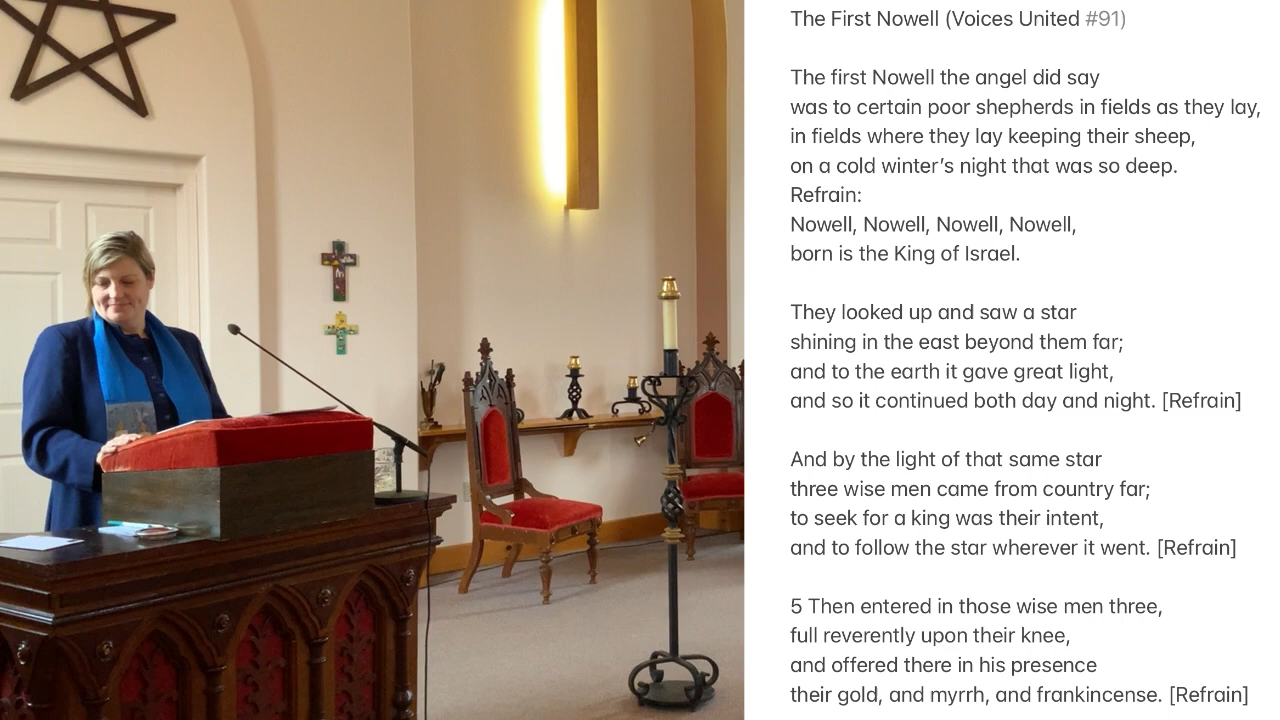 The First Nowell (Voices United #91)
The first Nowell the angel did say
was to certain poor shepherds in fields as they lay,
in fields where they lay keeping their sheep,
on a cold winter’s night that was so deep.
Refrain:
Nowell, Nowell, Nowell, Nowell,
born is the King of Israel.
They looked up and saw a star
shining in the east beyond them far;
and to the earth it gave great light,
and so it continued both day and night. [Refrain]
And by the light of that same star
three wise men came from country far;
to seek for a king was their intent,
and to follow the star wherever it went. [Refrain]
5 Then entered in those wise men three,
full reverently upon their knee,
and offered there in his presence
their gold, and myrrh, and frankincense. [Refrain]